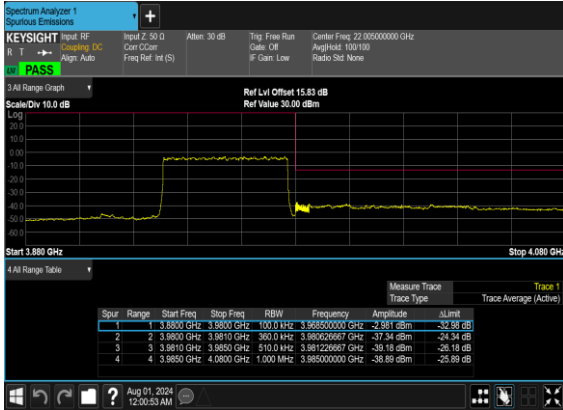 Spectrum Analyzer 1
Spurious Emissions
KEYSIGHT Input: RF Input Z: 50 Ω Atten: 30 dB Trig: Free Run Center Freq: 22.005000000 GHz
R T Coupling: DC Corr CCorr Gate: Off Avg|Hold: 100/100
Align: Auto Freq Ref: Int (S) IF Gain: Low Radio Std: None
PASS
3 All Range Graph
Ref Lvl Offset 15.83 dB
Scale/Div 10.0 dB Ref Value 30.00 dBm
Log
20.0
10.0
0.00
-10.0
-20.0
-30.0
-40.0
-50.0
-60.0
Start 3.880 GHz Stop 4.080 GHz
4 All Range Table
Measure Trace Trace 1
Trace Type Trace Average (Active)
Spur Range Start Freq Stop Freq RBW Frequency Amplitude ΔLimit
1 1 3.8800 GHz 3.9800 GHz 100.0 kHz 3.968500000 GHz -2.981 dBm -32.98 dB
2 2 3.9800 GHz 3.9810 GHz 360.0 kHz 3.980626667 GHz -37.34 dBm -24.34 dB
3 3 3.9810 GHz 3.9850 GHz 510.0 kHz 3.981226667 GHz -39.18 dBm -26.18 dB
4 4 3.9850 GHz 4.0800 GHz 1.000 MHz 3.985000000 GHz -38.89 dBm -25.89 dB
Aug 01, 2024
12:00:53 AM